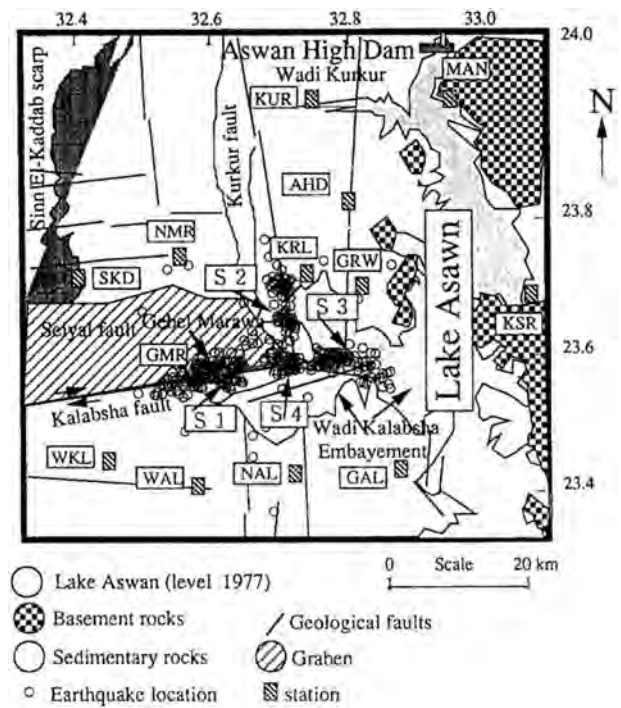 32.4 32.6 32.8 33.0
24.0
Aswan High Dam
Wadi Kurkur
MAN
KUR
N
Sinn El-Kaddab scarp
Kurkur fault
AHD
23.8
NMR
KRL
GRW
SKD
S 2
S 3
Seiyal fault
Gebel Marawa
KSR
Lake Asawn
GMR
23.6
Kalabsha fault
S 1
S 4
Wadi Kalabsha
Embayement
WKL
WAL
NAL
GAL
23.4
0 Scale 20 km
Lake Aswan (level 1977)
Basement rocks
Geological faults
Sedimentary rocks
Graben
Earthquake location
station